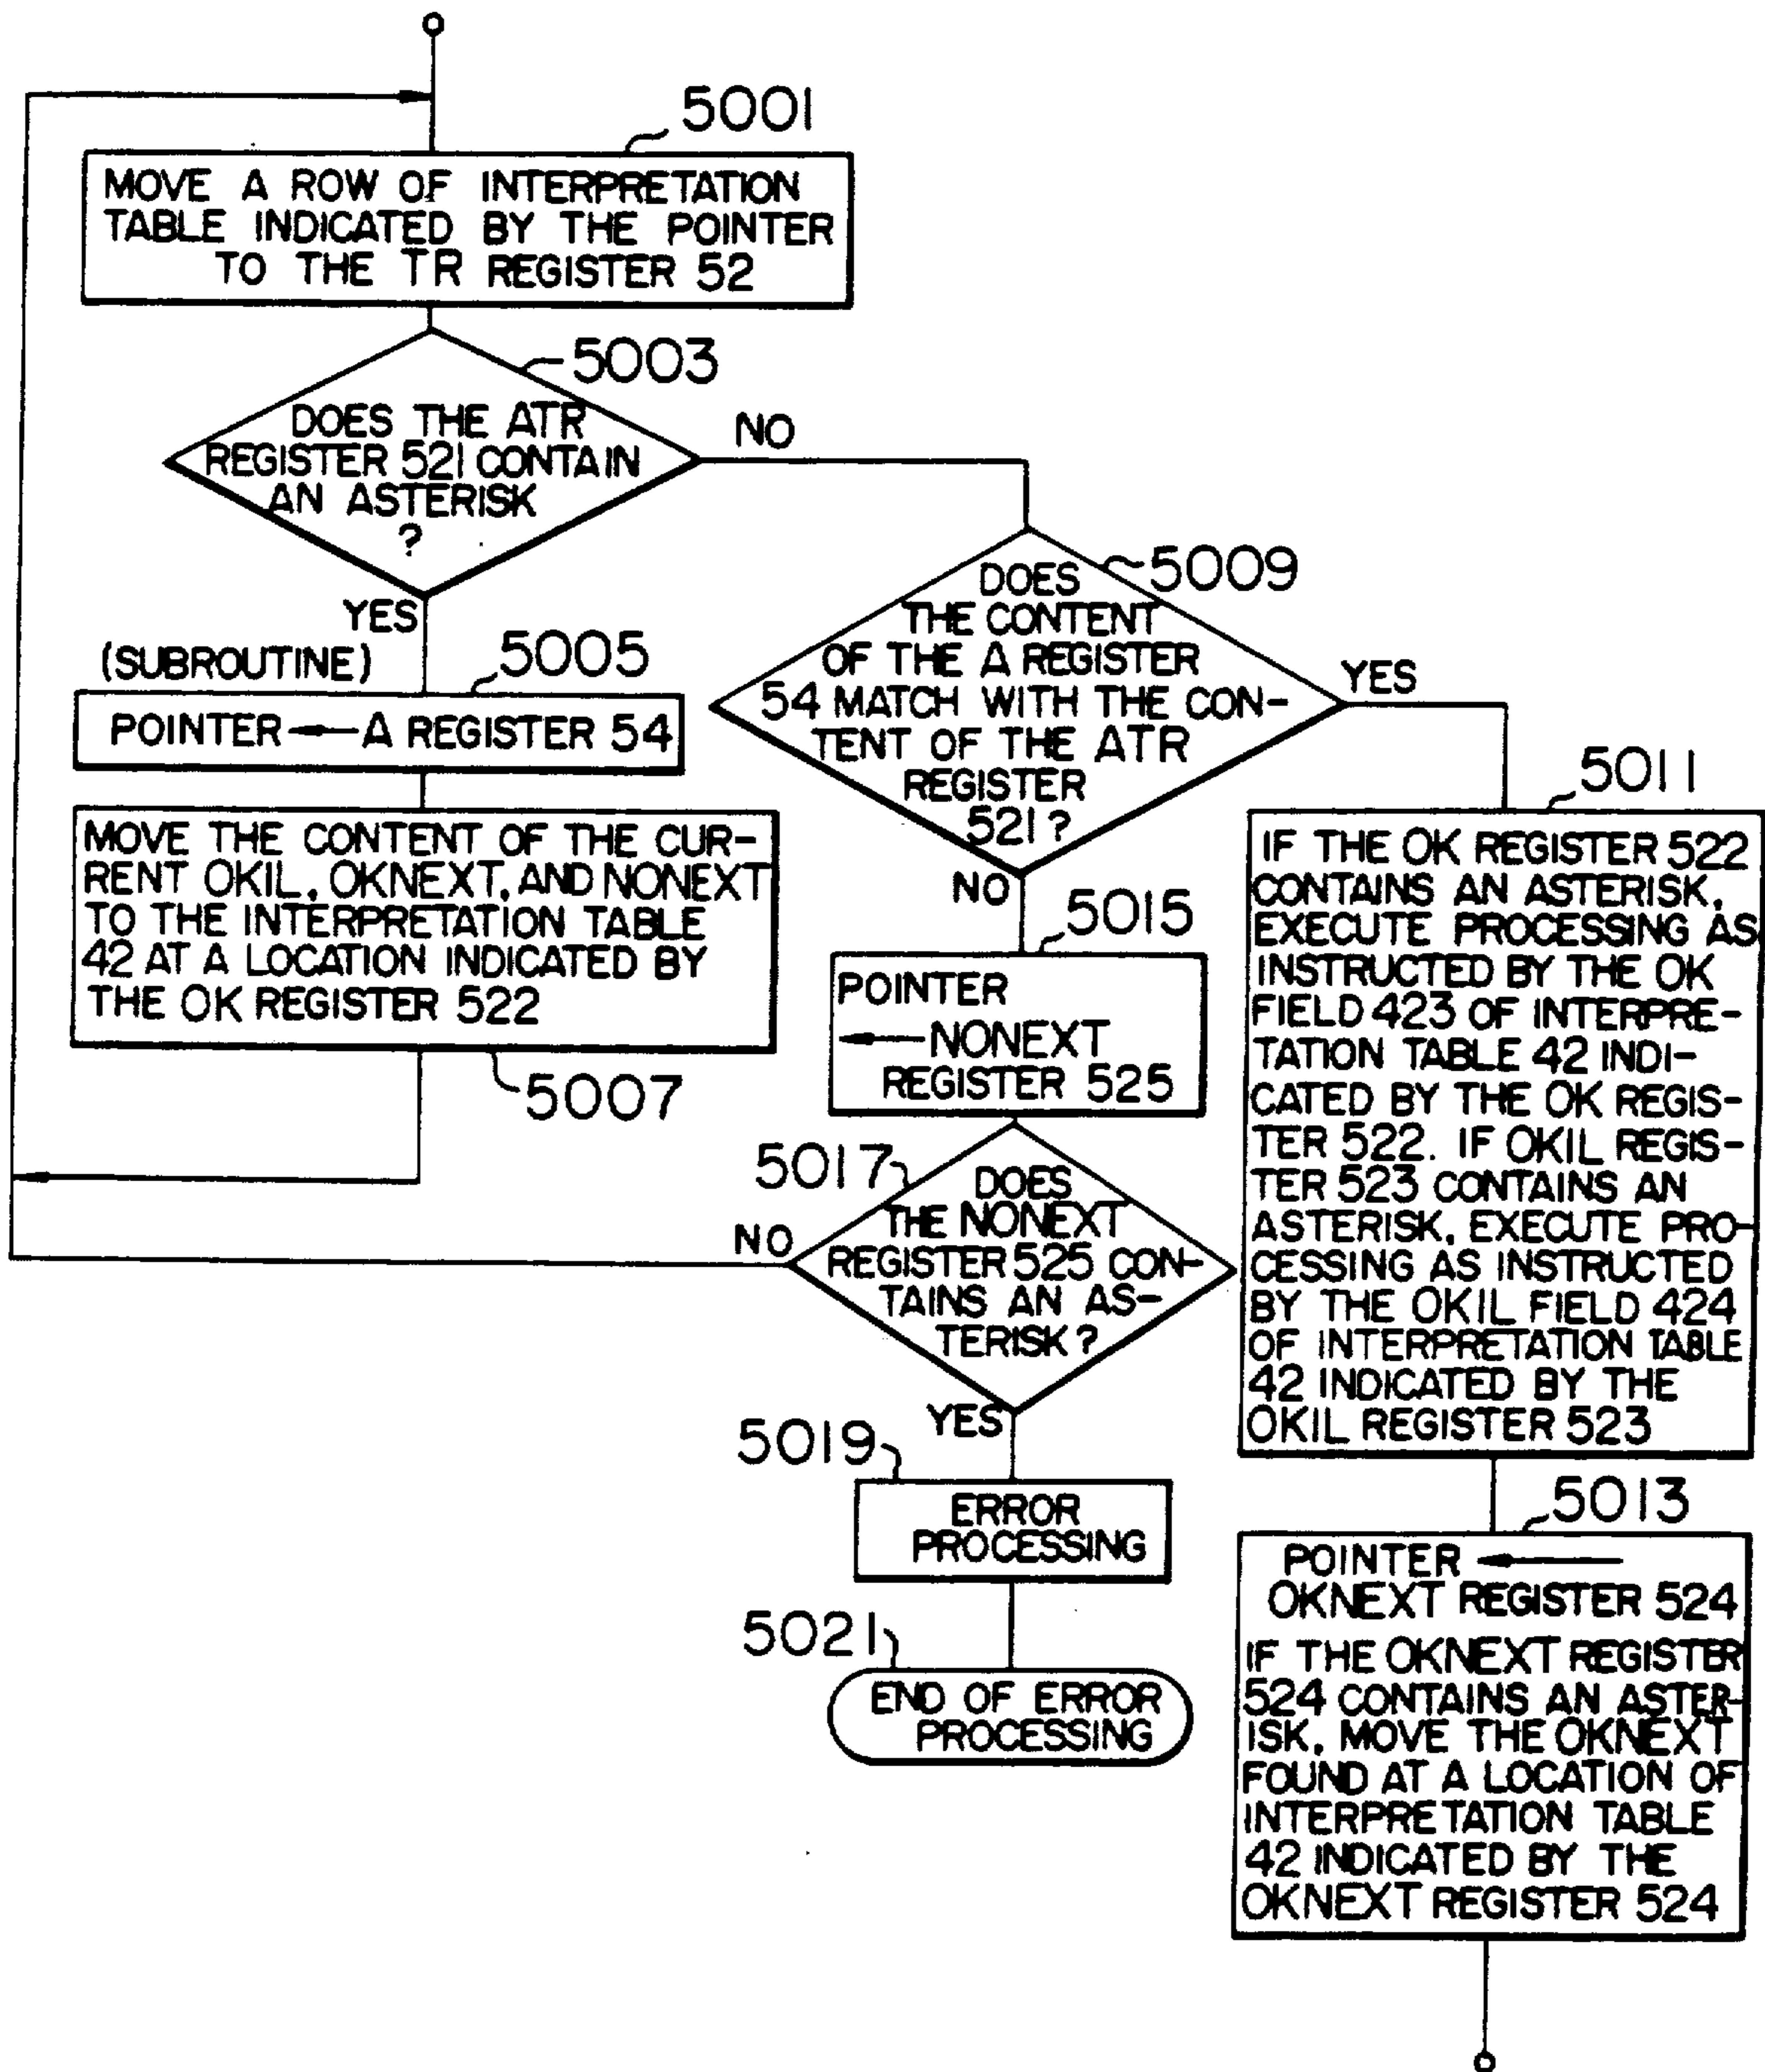 5001
MOVE A ROW OF INTERPRETATION
TABLE INDICATED BY THE POINTER
TO THE TR REGISTER 52
5003
DOES THE ATR
REGISTER 521 CONTAIN
AN ASTERISK
?
NO
YES
(SUBROUTINE)
5005
POINTER ← A REGISTER 54
MOVE THE CONTENT OF THE CUR-
RENT OKIL, OKNEXT, AND NONEXT
TO THE INTERPRETATION TABLE
42 AT A LOCATION INDICATED BY
THE OK REGISTER 522
5007
5009
DOES
THE CONTENT
OF THE A REGISTER
54 MATCH WITH THE CON-
TENT OF THE ATR
REGISTER
521?
YES
NO
5015
POINTER
← NONEXT
REGISTER 525
5017
DOES
THE NONEXT
REGISTER 525 CON-
TAINS AN AS-
TERISK?
NO
YES
5019
ERROR
PROCESSING
5021
END OF ERROR
PROCESSING
5011
IF THE OK REGISTER 522
CONTAINS AN ASTERISK,
EXECUTE PROCESSING AS
INSTRUCTED BY THE OK
FIELD 423 OF INTERPRE-
TATION TABLE 42 INDI-
CATED BY THE OK REGIS-
TER 522. IF OKIL REGIS-
TER 523 CONTAINS AN
ASTERISK, EXECUTE PRO-
CESSING AS INSTRUCTED
BY THE OKIL FIELD 424
OF INTERPRETATION TABLE
42 INDICATED BY THE
OKIL REGISTER 523
5013
POINTER ←
OKNEXT REGISTER 524
IF THE OKNEXT REGISTER
524 CONTAINS AN ASTER-
ISK, MOVE THE OKNEXT
FOUND AT A LOCATION OF
INTERPRETATION TABLE
42 INDICATED BY THE
OKNEXT REGISTER 524